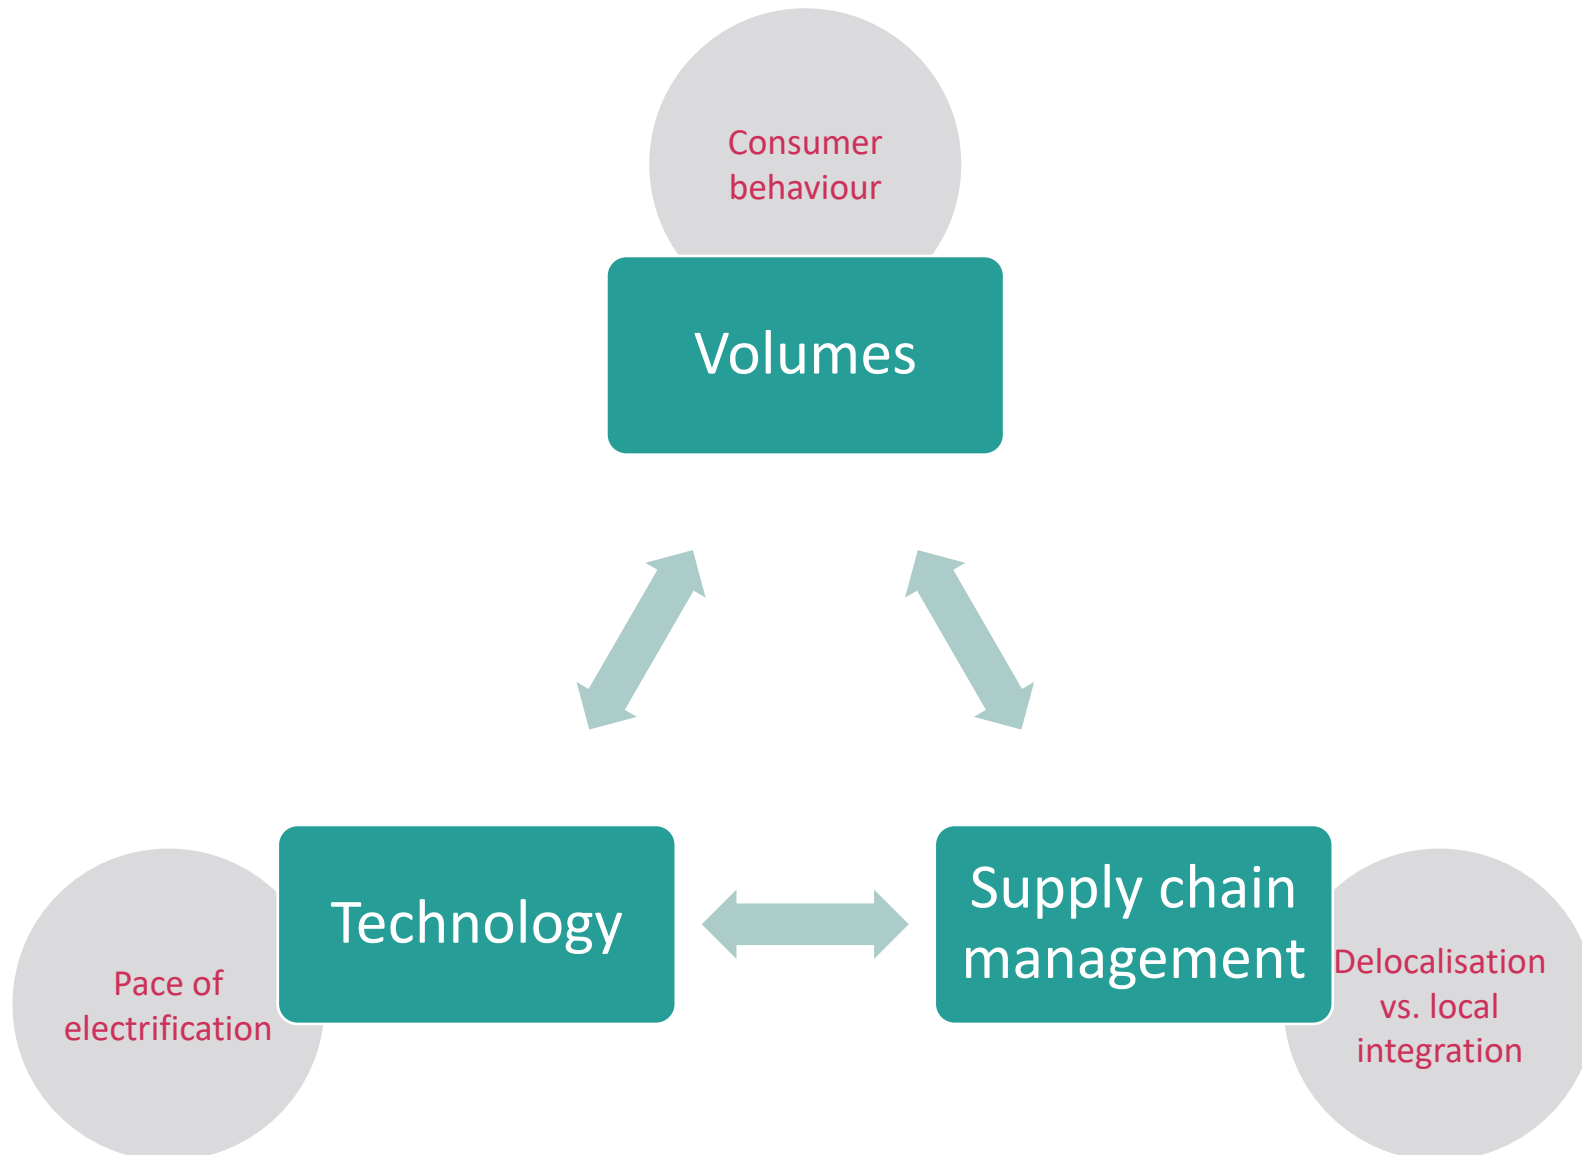 Consumer
behaviour
Volumes
Technology
Pace of
electrification
Supply chain
management
Delocalisation
vs. local
integration